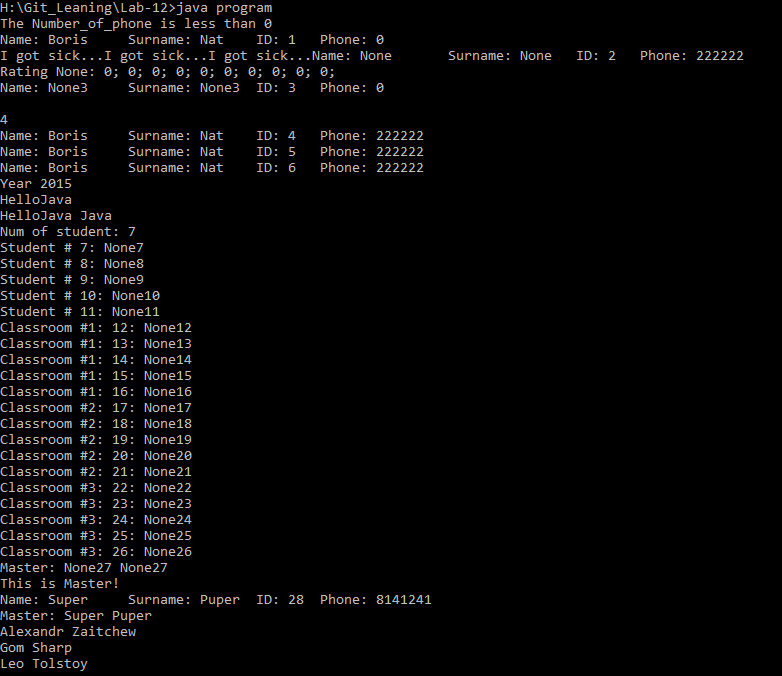 H:\Git_Leaning\Lab-12>java program
The Number_of_phone is less than 0
Name: Boris     Surname: Nat    ID: 1   Phone: 0
I got sick...I got sick...I got sick...Name: None       Surname: None   ID: 2   Phone: 222222
Rating None: 0; 0; 0; 0; 0; 0; 0; 0; 0; 0;
Name: None3     Surname: None3  ID: 3   Phone: 0
4
Name: Boris     Surname: Nat    ID: 4   Phone: 222222
Name: Boris     Surname: Nat    ID: 5   Phone: 222222
Name: Boris     Surname: Nat    ID: 6   Phone: 222222
Year 2015
HelloJava
HelloJava Java
Num of student: 7
Student # 7: None7
Student # 8: None8
Student # 9: None9
Student # 10: None10
Student # 11: None11
Classroom #1: 12: None12
Classroom #1: 13: None13
Classroom #1: 14: None14
Classroom #1: 15: None15
Classroom #1: 16: None16
Classroom #2: 17: None17
Classroom #2: 18: None18
Classroom #2: 19: None19
Classroom #2: 20: None20
Classroom #2: 21: None21
Classroom #3: 22: None22
Classroom #3: 23: None23
Classroom #3: 24: None24
Classroom #3: 25: None25
Classroom #3: 26: None26
Master: None27 None27
This is Master!
Name: Super     Surname: Puper  ID: 28  Phone: 8141241
Master: Super Puper
Alexandr Zaitchew
Gom Sharp
Leo Tolstoy